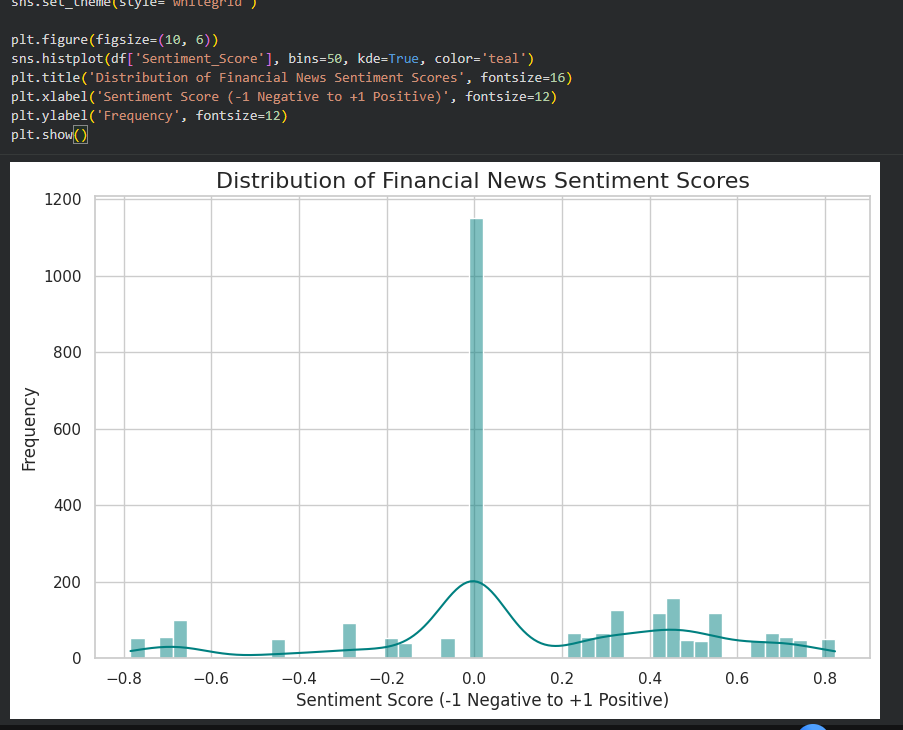 sns.set_theme(style="whitegrid")
plt.figure(figsize=(10, 6))
sns.histplot(df['Sentiment_Score'], bins=50, kde=True, color='teal')
plt.title('Distribution of Financial News Sentiment Scores', fontsize=16)
plt.xlabel('Sentiment Score (-1 Negative to +1 Positive)', fontsize=12)
plt.ylabel('Frequency', fontsize=12)
plt.show()
Distribution of Financial News Sentiment Scores
1200
1000
800
600
400
200
0
Frequency
−0.8 −0.6 −0.4 −0.2 0.0 0.2 0.4 0.6 0.8
Sentiment Score (-1 Negative to +1 Positive)